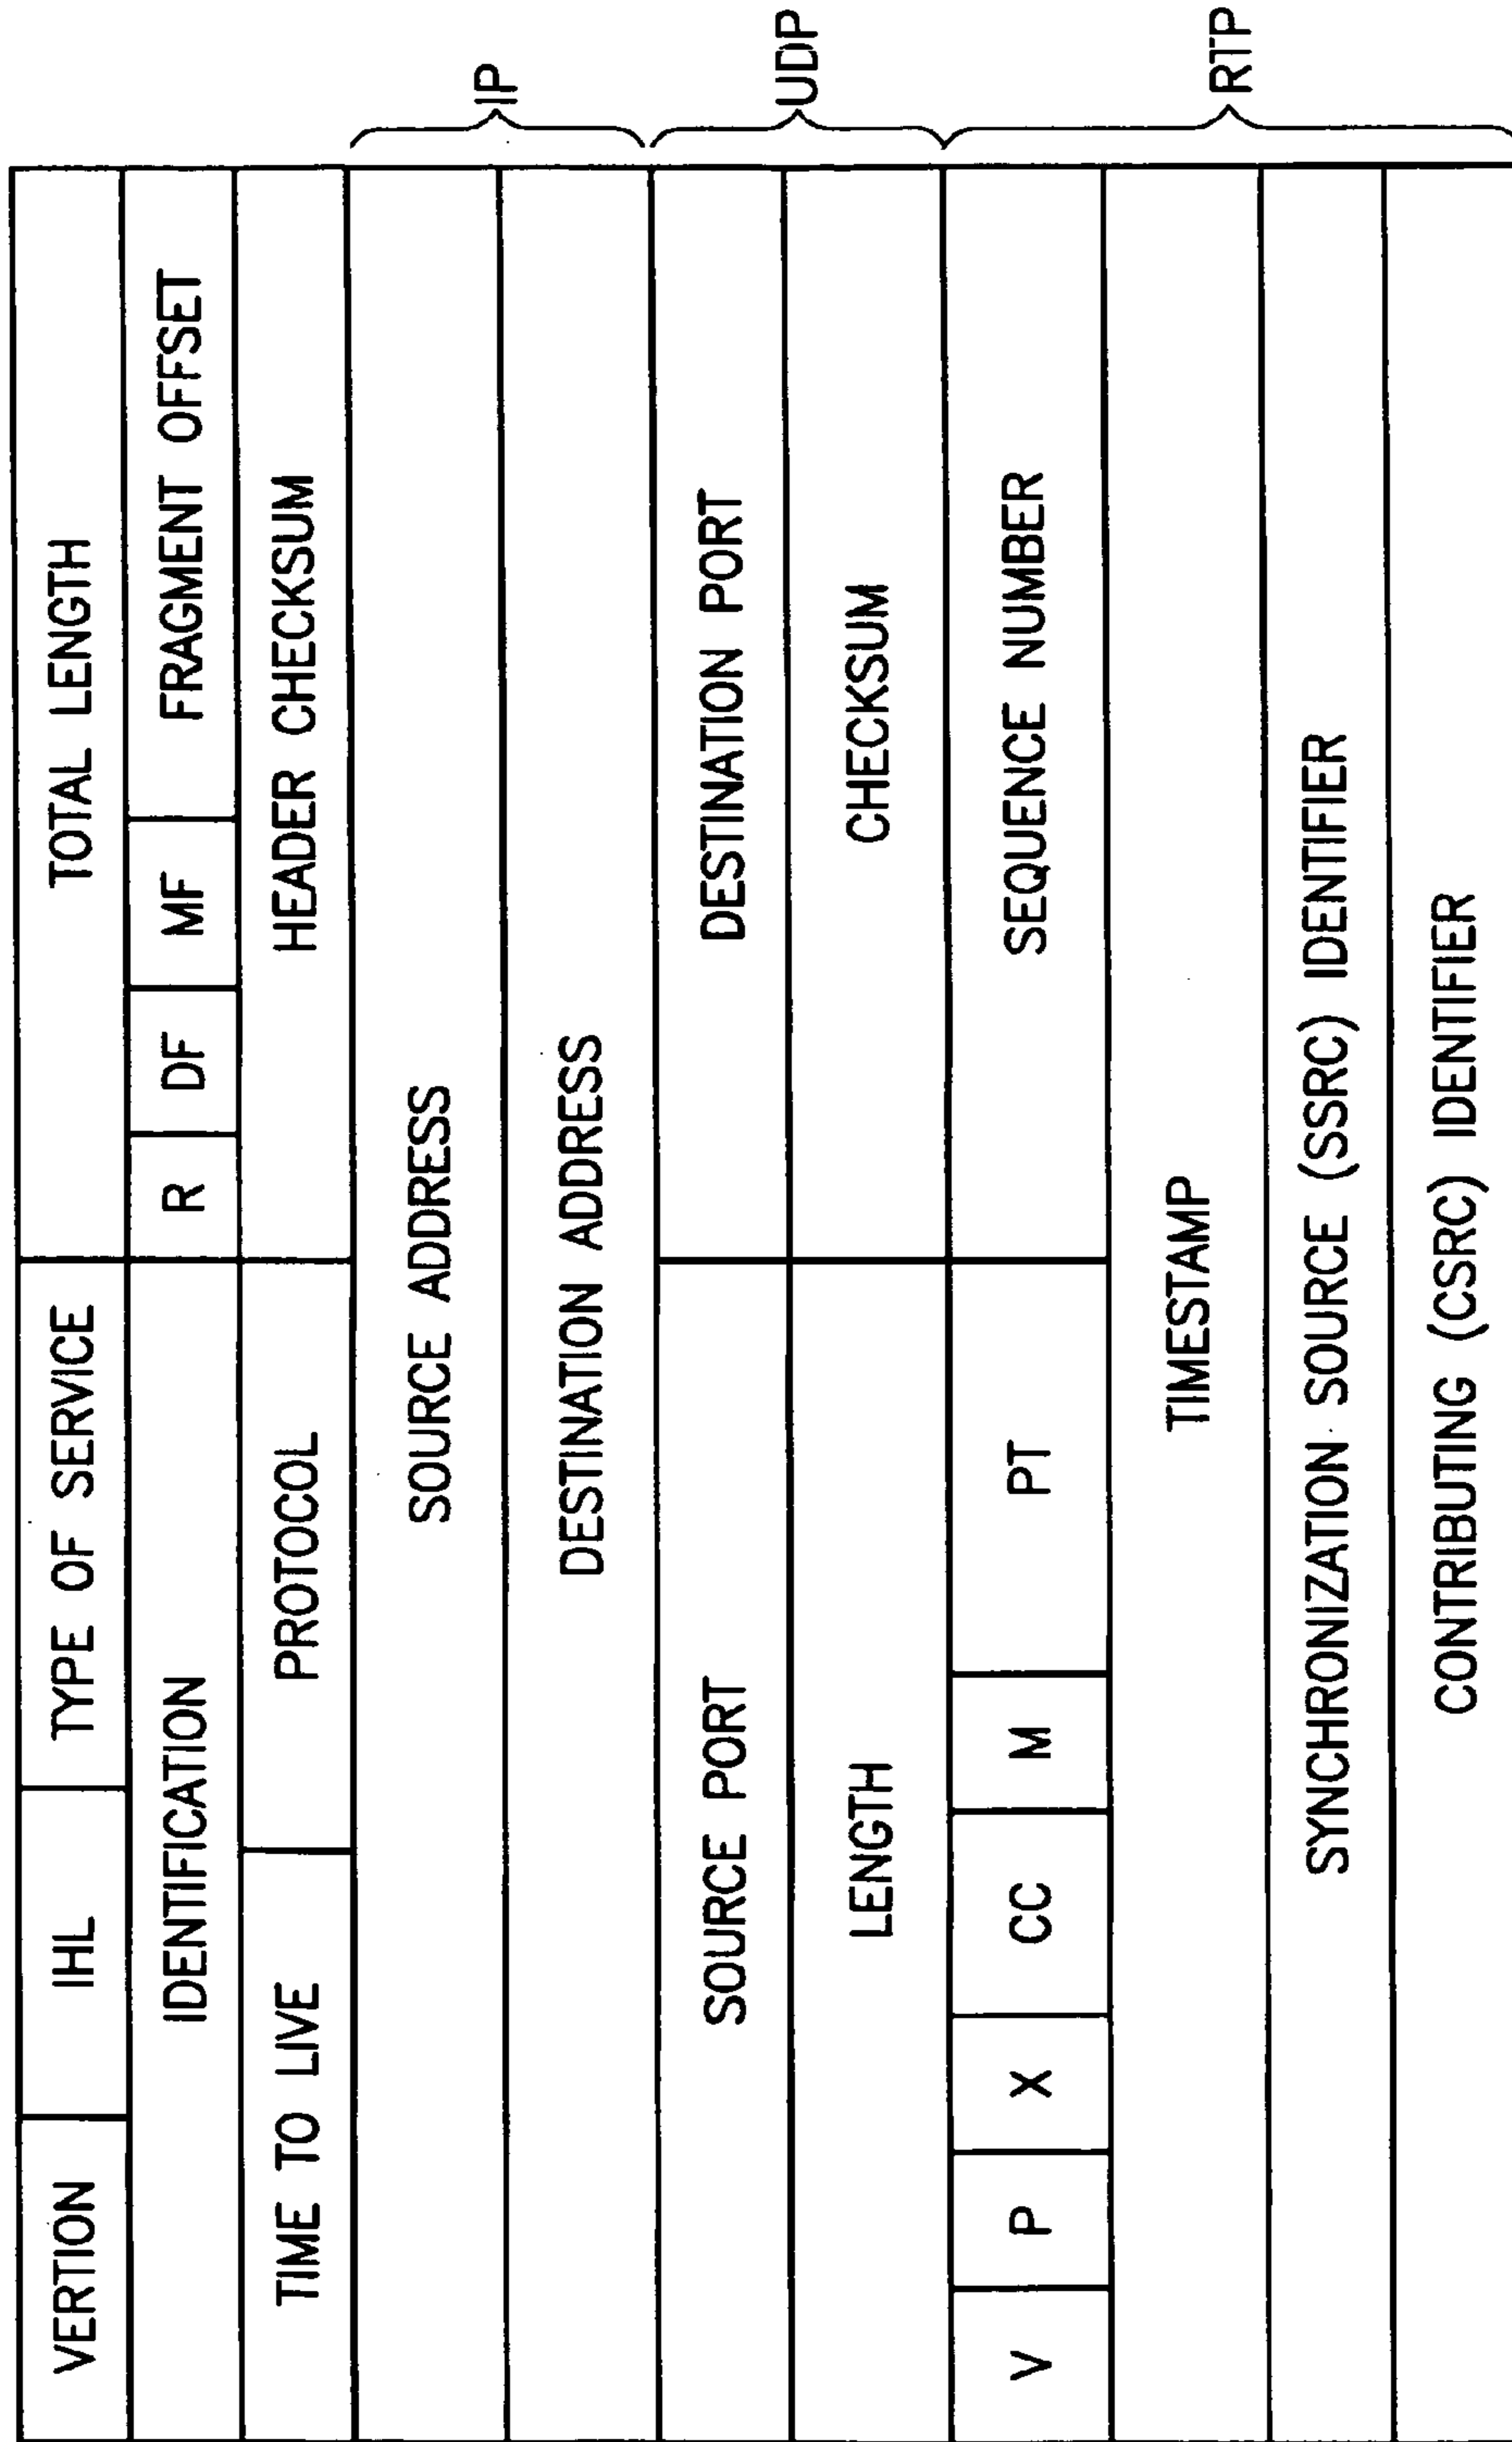 VERTION IHL TYPE OF SERVICE TOTAL LENGTH
IDENTIFICATION R DF MF FRAGMENT OFFSET
TIME TO LIVE PROTOCOL HEADER CHECKSUM
SOURCE ADDRESS
DESTINATION ADDRESS
IP
SOURCE PORT DESTINATION PORT
LENGTH CHECKSUM
UDP
V P X CC M PT SEQUENCE NUMBER
TIMESTAMP
SYNCHRONIZATION SOURCE (SSRC) IDENTIFIER
CONTRIBUTING (CSRC) IDENTIFIER
RTP